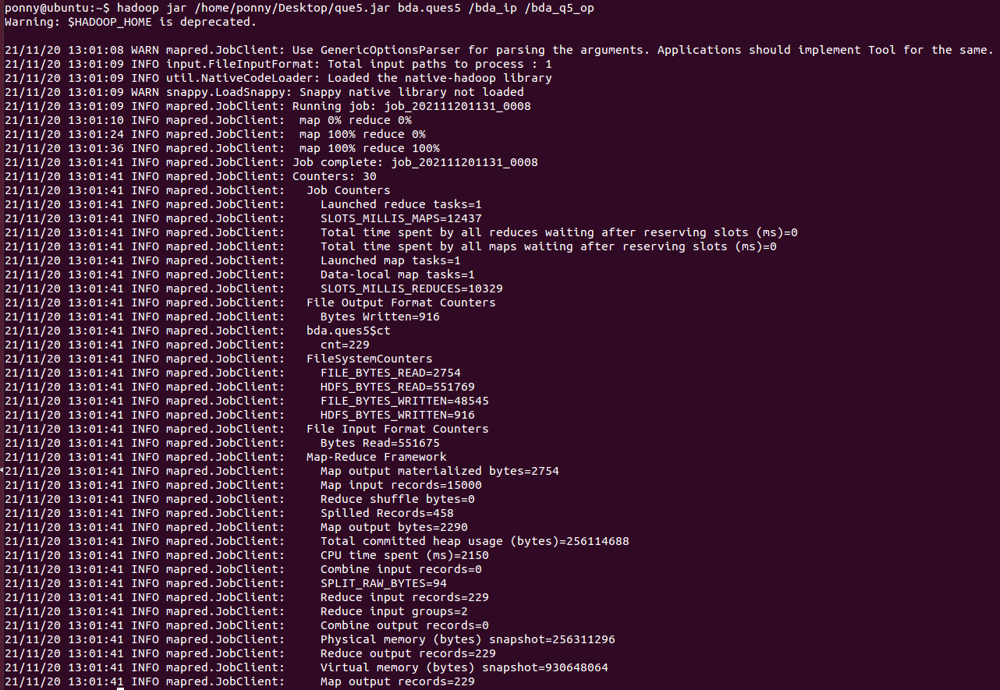 ponny@ubuntu:~$ hadoop jar /home/ponny/Desktop/que5.jar bda.ques5 /bda_ip /bda_q5_op
Warning: $HADOOP_HOME is deprecated.
21/11/20 13:01:08 WARN mapred.JobClient: Use GenericOptionsParser for parsing the arguments. Applications should implement Tool for the same.
21/11/20 13:01:09 INFO input.FileInputFormat: Total input paths to process : 1
21/11/20 13:01:09 INFO util.NativeCodeLoader: Loaded the native-hadoop library
21/11/20 13:01:09 WARN snappy.LoadSnappy: Snappy native library not loaded
21/11/20 13:01:09 INFO mapred.JobClient: Running job: job_202111201131_0008
21/11/20 13:01:10 INFO mapred.JobClient:  map 0% reduce 0%
21/11/20 13:01:24 INFO mapred.JobClient:  map 100% reduce 0%
21/11/20 13:01:36 INFO mapred.JobClient:  map 100% reduce 100%
21/11/20 13:01:41 INFO mapred.JobClient: Job complete: job_202111201131_0008
21/11/20 13:01:41 INFO mapred.JobClient: Counters: 30
21/11/20 13:01:41 INFO mapred.JobClient:   Job Counters
21/11/20 13:01:41 INFO mapred.JobClient:     Launched reduce tasks=1
21/11/20 13:01:41 INFO mapred.JobClient:     SLOTS_MILLIS_MAPS=12437
21/11/20 13:01:41 INFO mapred.JobClient:     Total time spent by all reduces waiting after reserving slots (ms)=0
21/11/20 13:01:41 INFO mapred.JobClient:     Total time spent by all maps waiting after reserving slots (ms)=0
21/11/20 13:01:41 INFO mapred.JobClient:     Launched map tasks=1
21/11/20 13:01:41 INFO mapred.JobClient:     Data-local map tasks=1
21/11/20 13:01:41 INFO mapred.JobClient:     SLOTS_MILLIS_REDUCES=10329
21/11/20 13:01:41 INFO mapred.JobClient:   File Output Format Counters
21/11/20 13:01:41 INFO mapred.JobClient:     Bytes Written=916
21/11/20 13:01:41 INFO mapred.JobClient:   bda.ques5$ct
21/11/20 13:01:41 INFO mapred.JobClient:     cnt=229
21/11/20 13:01:41 INFO mapred.JobClient:   FileSystemCounters
21/11/20 13:01:41 INFO mapred.JobClient:     FILE_BYTES_READ=2754
21/11/20 13:01:41 INFO mapred.JobClient:     HDFS_BYTES_READ=551769
21/11/20 13:01:41 INFO mapred.JobClient:     FILE_BYTES_WRITTEN=48545
21/11/20 13:01:41 INFO mapred.JobClient:     HDFS_BYTES_WRITTEN=916
21/11/20 13:01:41 INFO mapred.JobClient:   File Input Format Counters
21/11/20 13:01:41 INFO mapred.JobClient:     Bytes Read=551675
21/11/20 13:01:41 INFO mapred.JobClient:   Map-Reduce Framework
21/11/20 13:01:41 INFO mapred.JobClient:     Map output materialized bytes=2754
21/11/20 13:01:41 INFO mapred.JobClient:     Map input records=15000
21/11/20 13:01:41 INFO mapred.JobClient:     Reduce shuffle bytes=0
21/11/20 13:01:41 INFO mapred.JobClient:     Spilled Records=458
21/11/20 13:01:41 INFO mapred.JobClient:     Map output bytes=2290
21/11/20 13:01:41 INFO mapred.JobClient:     Total committed heap usage (bytes)=256114688
21/11/20 13:01:41 INFO mapred.JobClient:     CPU time spent (ms)=2150
21/11/20 13:01:41 INFO mapred.JobClient:     Combine input records=0
21/11/20 13:01:41 INFO mapred.JobClient:     SPLIT_RAW_BYTES=94
21/11/20 13:01:41 INFO mapred.JobClient:     Reduce input records=229
21/11/20 13:01:41 INFO mapred.JobClient:     Reduce input groups=2
21/11/20 13:01:41 INFO mapred.JobClient:     Combine output records=0
21/11/20 13:01:41 INFO mapred.JobClient:     Physical memory (bytes) snapshot=256311296
21/11/20 13:01:41 INFO mapred.JobClient:     Reduce output records=229
21/11/20 13:01:41 INFO mapred.JobClient:     Virtual memory (bytes) snapshot=930648064
21/11/20 13:01:41 INFO mapred.JobClient:     Map output records=229